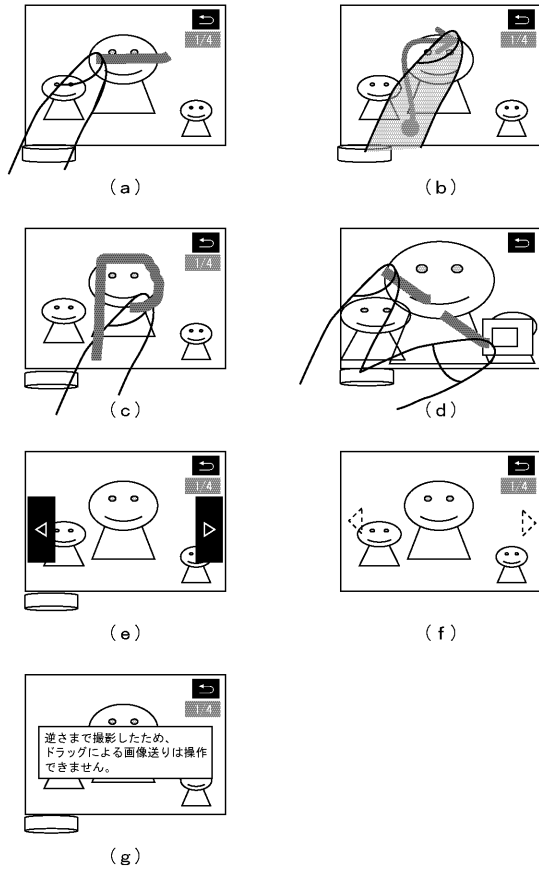 1/4
1/4
(a)
(b)
1/4
(c)
(d)
1/4
1/4
(e)
(f)
1/4
逆さまで撮影したため、
ドラッグによる画像送りは操作
できません。
(g)